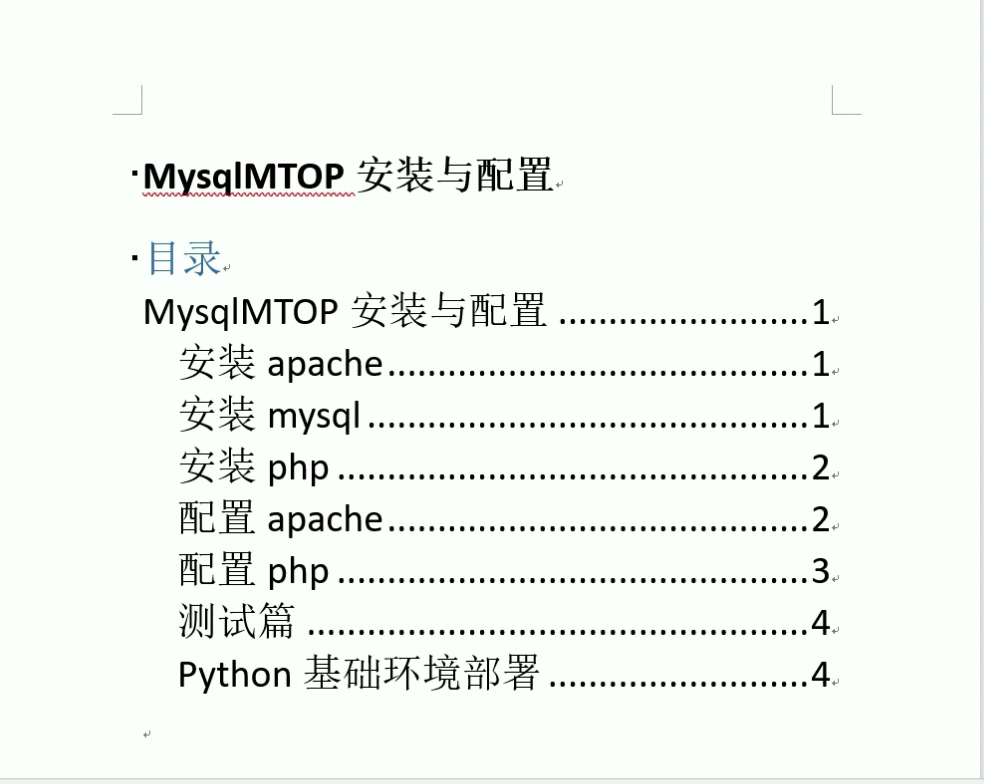 MysqlMTOP 安装与配置
目录
MysqlMTOP 安装与配置 .........................1
安装 apache..........................................1
安装 mysql............................................1
安装 php ...............................................2
配置 apache..........................................2
配置 php ...............................................3
测试篇 ..................................................4
Python 基础环境部署..........................4